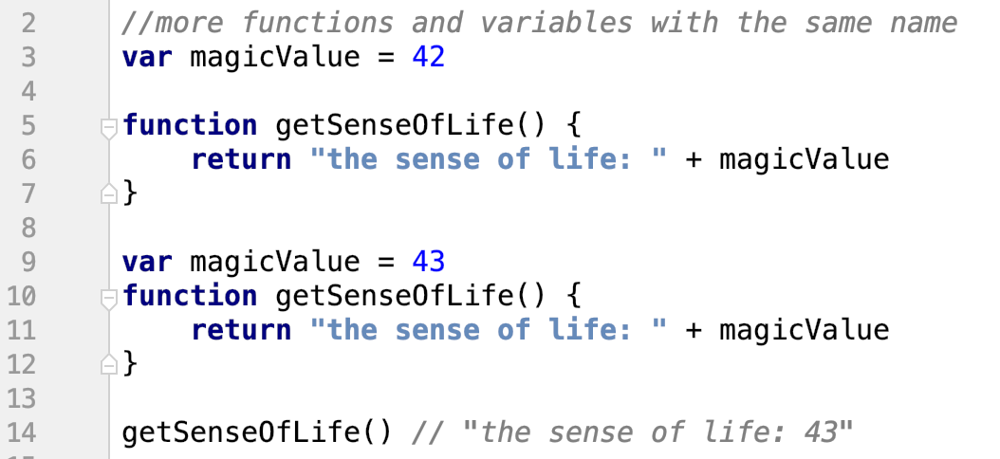 2 //more functions and variables with the same name
3 var magicValue = 42
4
5 function getSenseOfLife() {
6     return "the sense of life: " + magicValue
7 }
8
9 var magicValue = 43
10 function getSenseOfLife() {
11     return "the sense of life: " + magicValue
12 }
13
14 getSenseOfLife() // "the sense of life: 43"